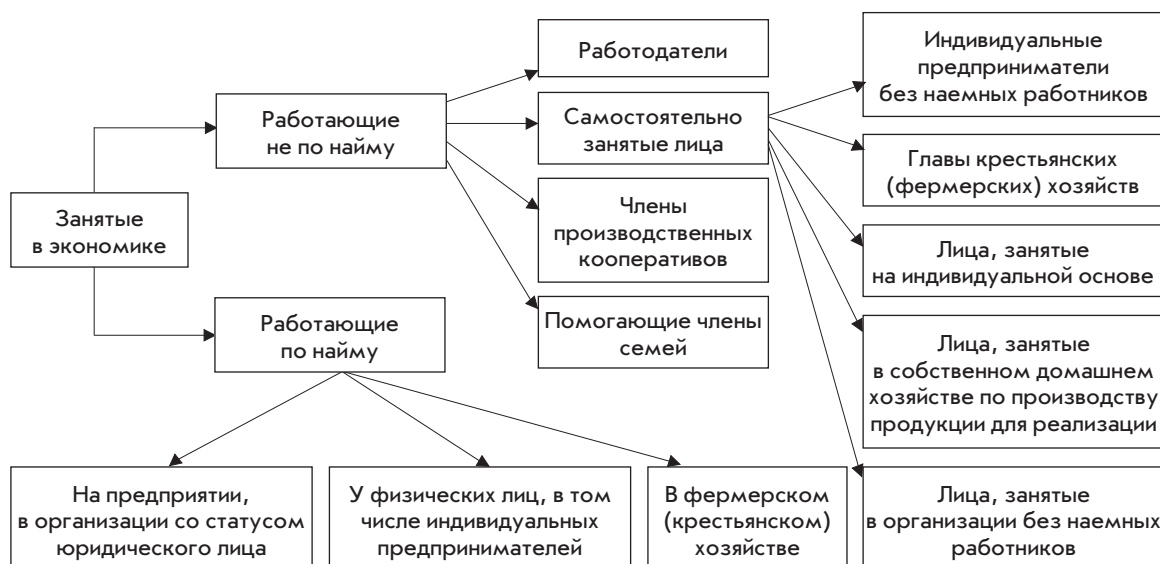 Занятые
в экономике
Работающие
не по найму
Работодатели
Самостоятельно
занятые лица
Члены
производственных
кооперативов
Помогающие члены
семей
Индивидуальные
предприниматели
без наемных работников
Главы крестьянских
(фермерских) хозяйств
Лица, занятые
на индивидуальной основе
Лица, занятые
в собственном домашнем
хозяйстве по производству
продукции для реализации
Лица, занятые
в организации без наемных
работников
Работающие
по найму
На предприятии,
в организации со статусом
юридического лица
У физических лиц, в том
числе индивидуальных
предпринимателей
В фермерском
(крестьянском)
хозяйстве